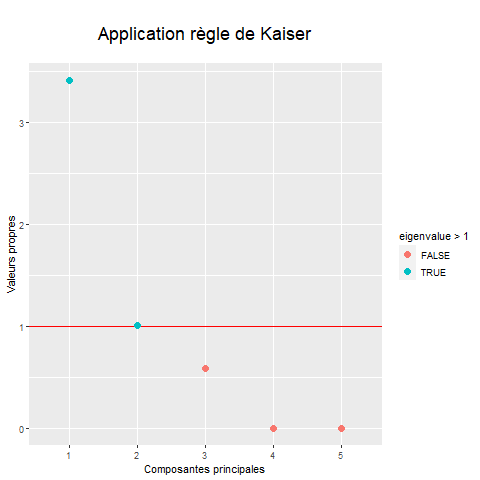 Application règle de Kaiser
Valeurs propres
3
2
1
0
1 2 3 4 5
Composantes principales
eigenvalue > 1
FALSE
TRUE